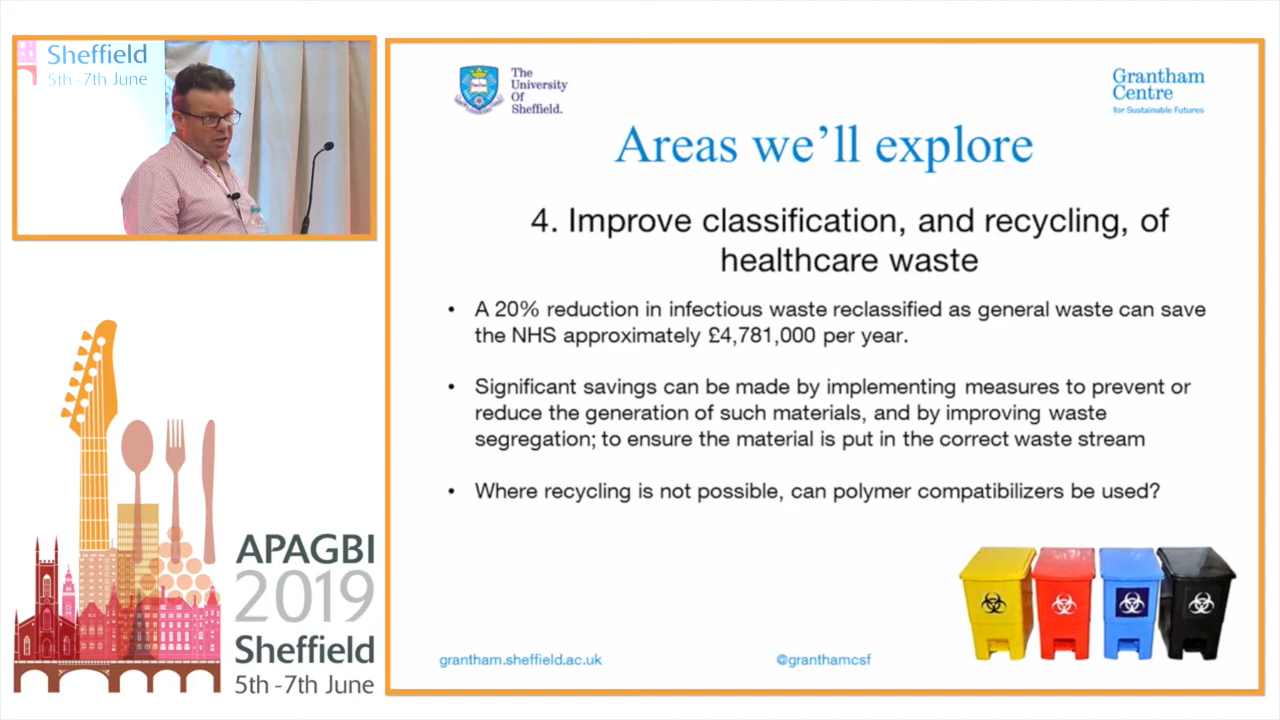 Sheffield
5th -7th June
The
University
Of
Sheffield.
Grantham
Centre
for Sustainable Futures
Areas we'll explore
4. Improve classification, and recycling, of
healthcare waste
• A 20% reduction in infectious waste reclassified as general waste can save
the NHS approximately £4,781,000 per year.
• Significant savings can be made by implementing measures to prevent or
reduce the generation of such materials, and by improving waste
segregation; to ensure the material is put in the correct waste stream
• Where recycling is not possible, can polymer compatibilizers be used?
grantham.sheffield.ac.uk
@granthamcsf
APAGBI
2019
Sheffield
5th -7th June